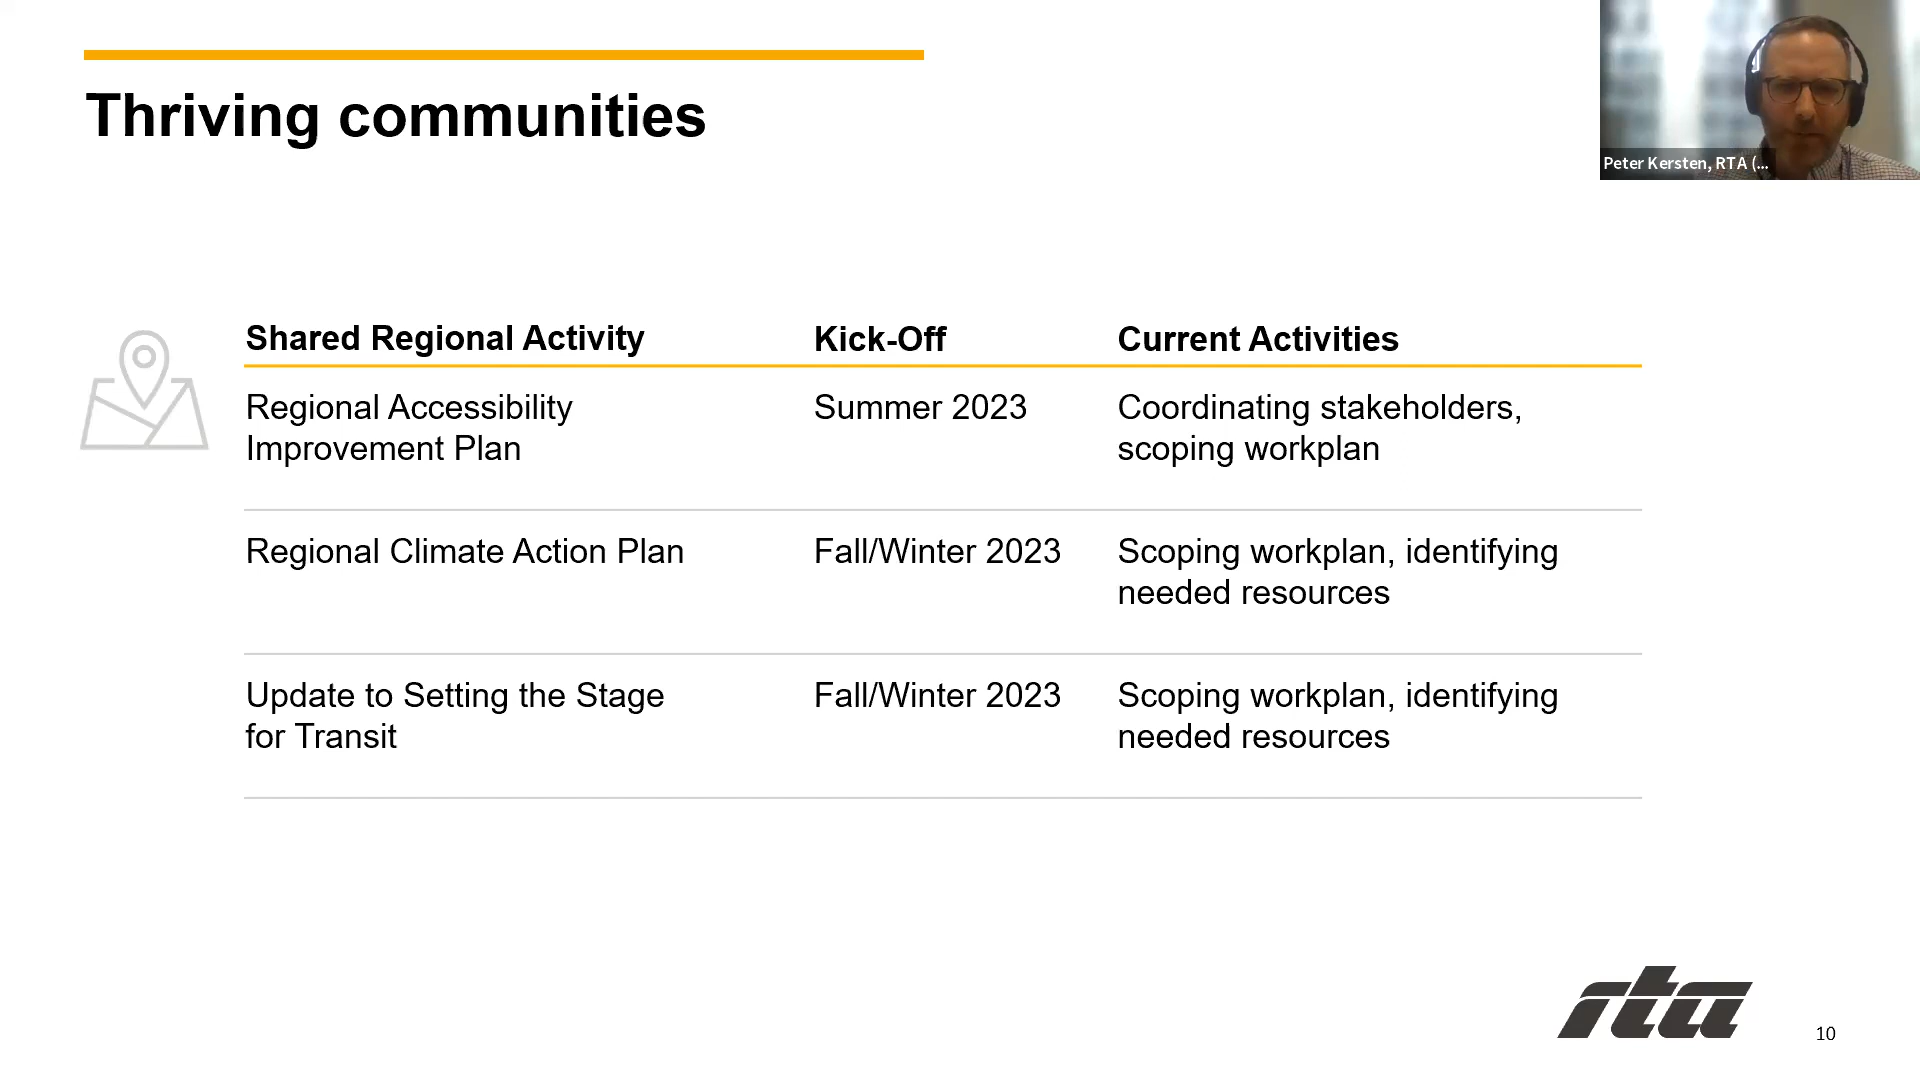 Thriving communities
Peter Kersten, RTA (...
Shared Regional Activity
Kick-Off
Current Activities
Regional Accessibility
Improvement Plan
Summer 2023
Coordinating stakeholders,
scoping workplan
Regional Climate Action Plan
Fall/Winter 2023
Scoping workplan, identifying
needed resources
Update to Setting the Stage
for Transit
Fall/Winter 2023
Scoping workplan, identifying
needed resources
rta
10